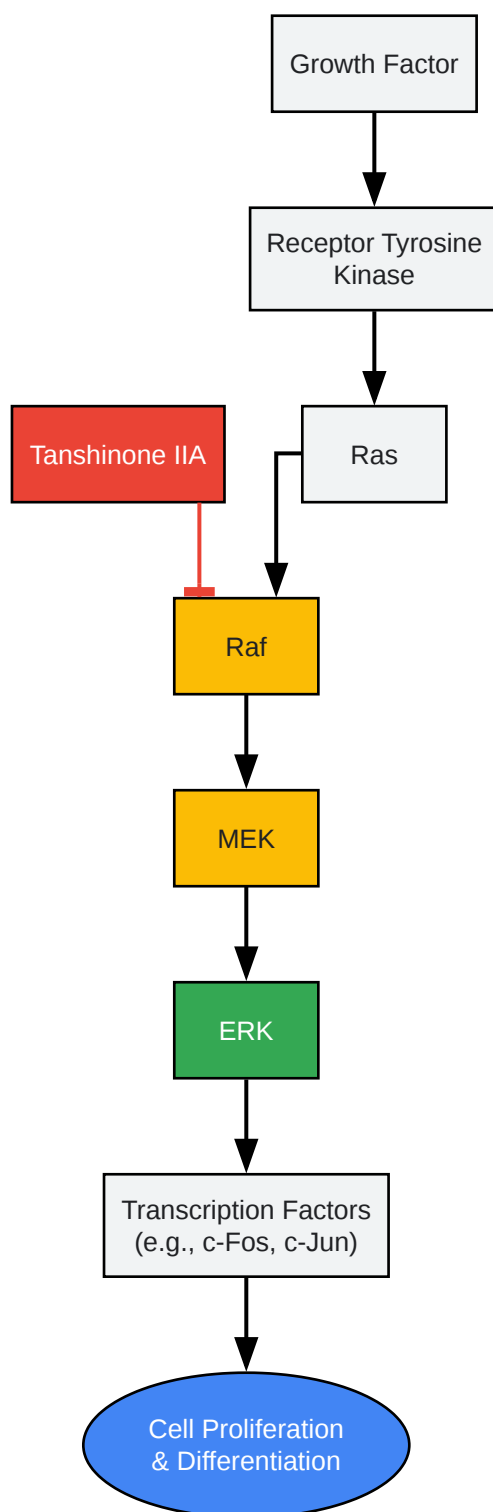 Growth Factor
Receptor Tyrosine
Kinase
Tanshinone IIA
Ras
Raf
MEK
ERK
Transcription Factors
(e.g., c-Fos, c-Jun)
Cell Proliferation
& Differentiation